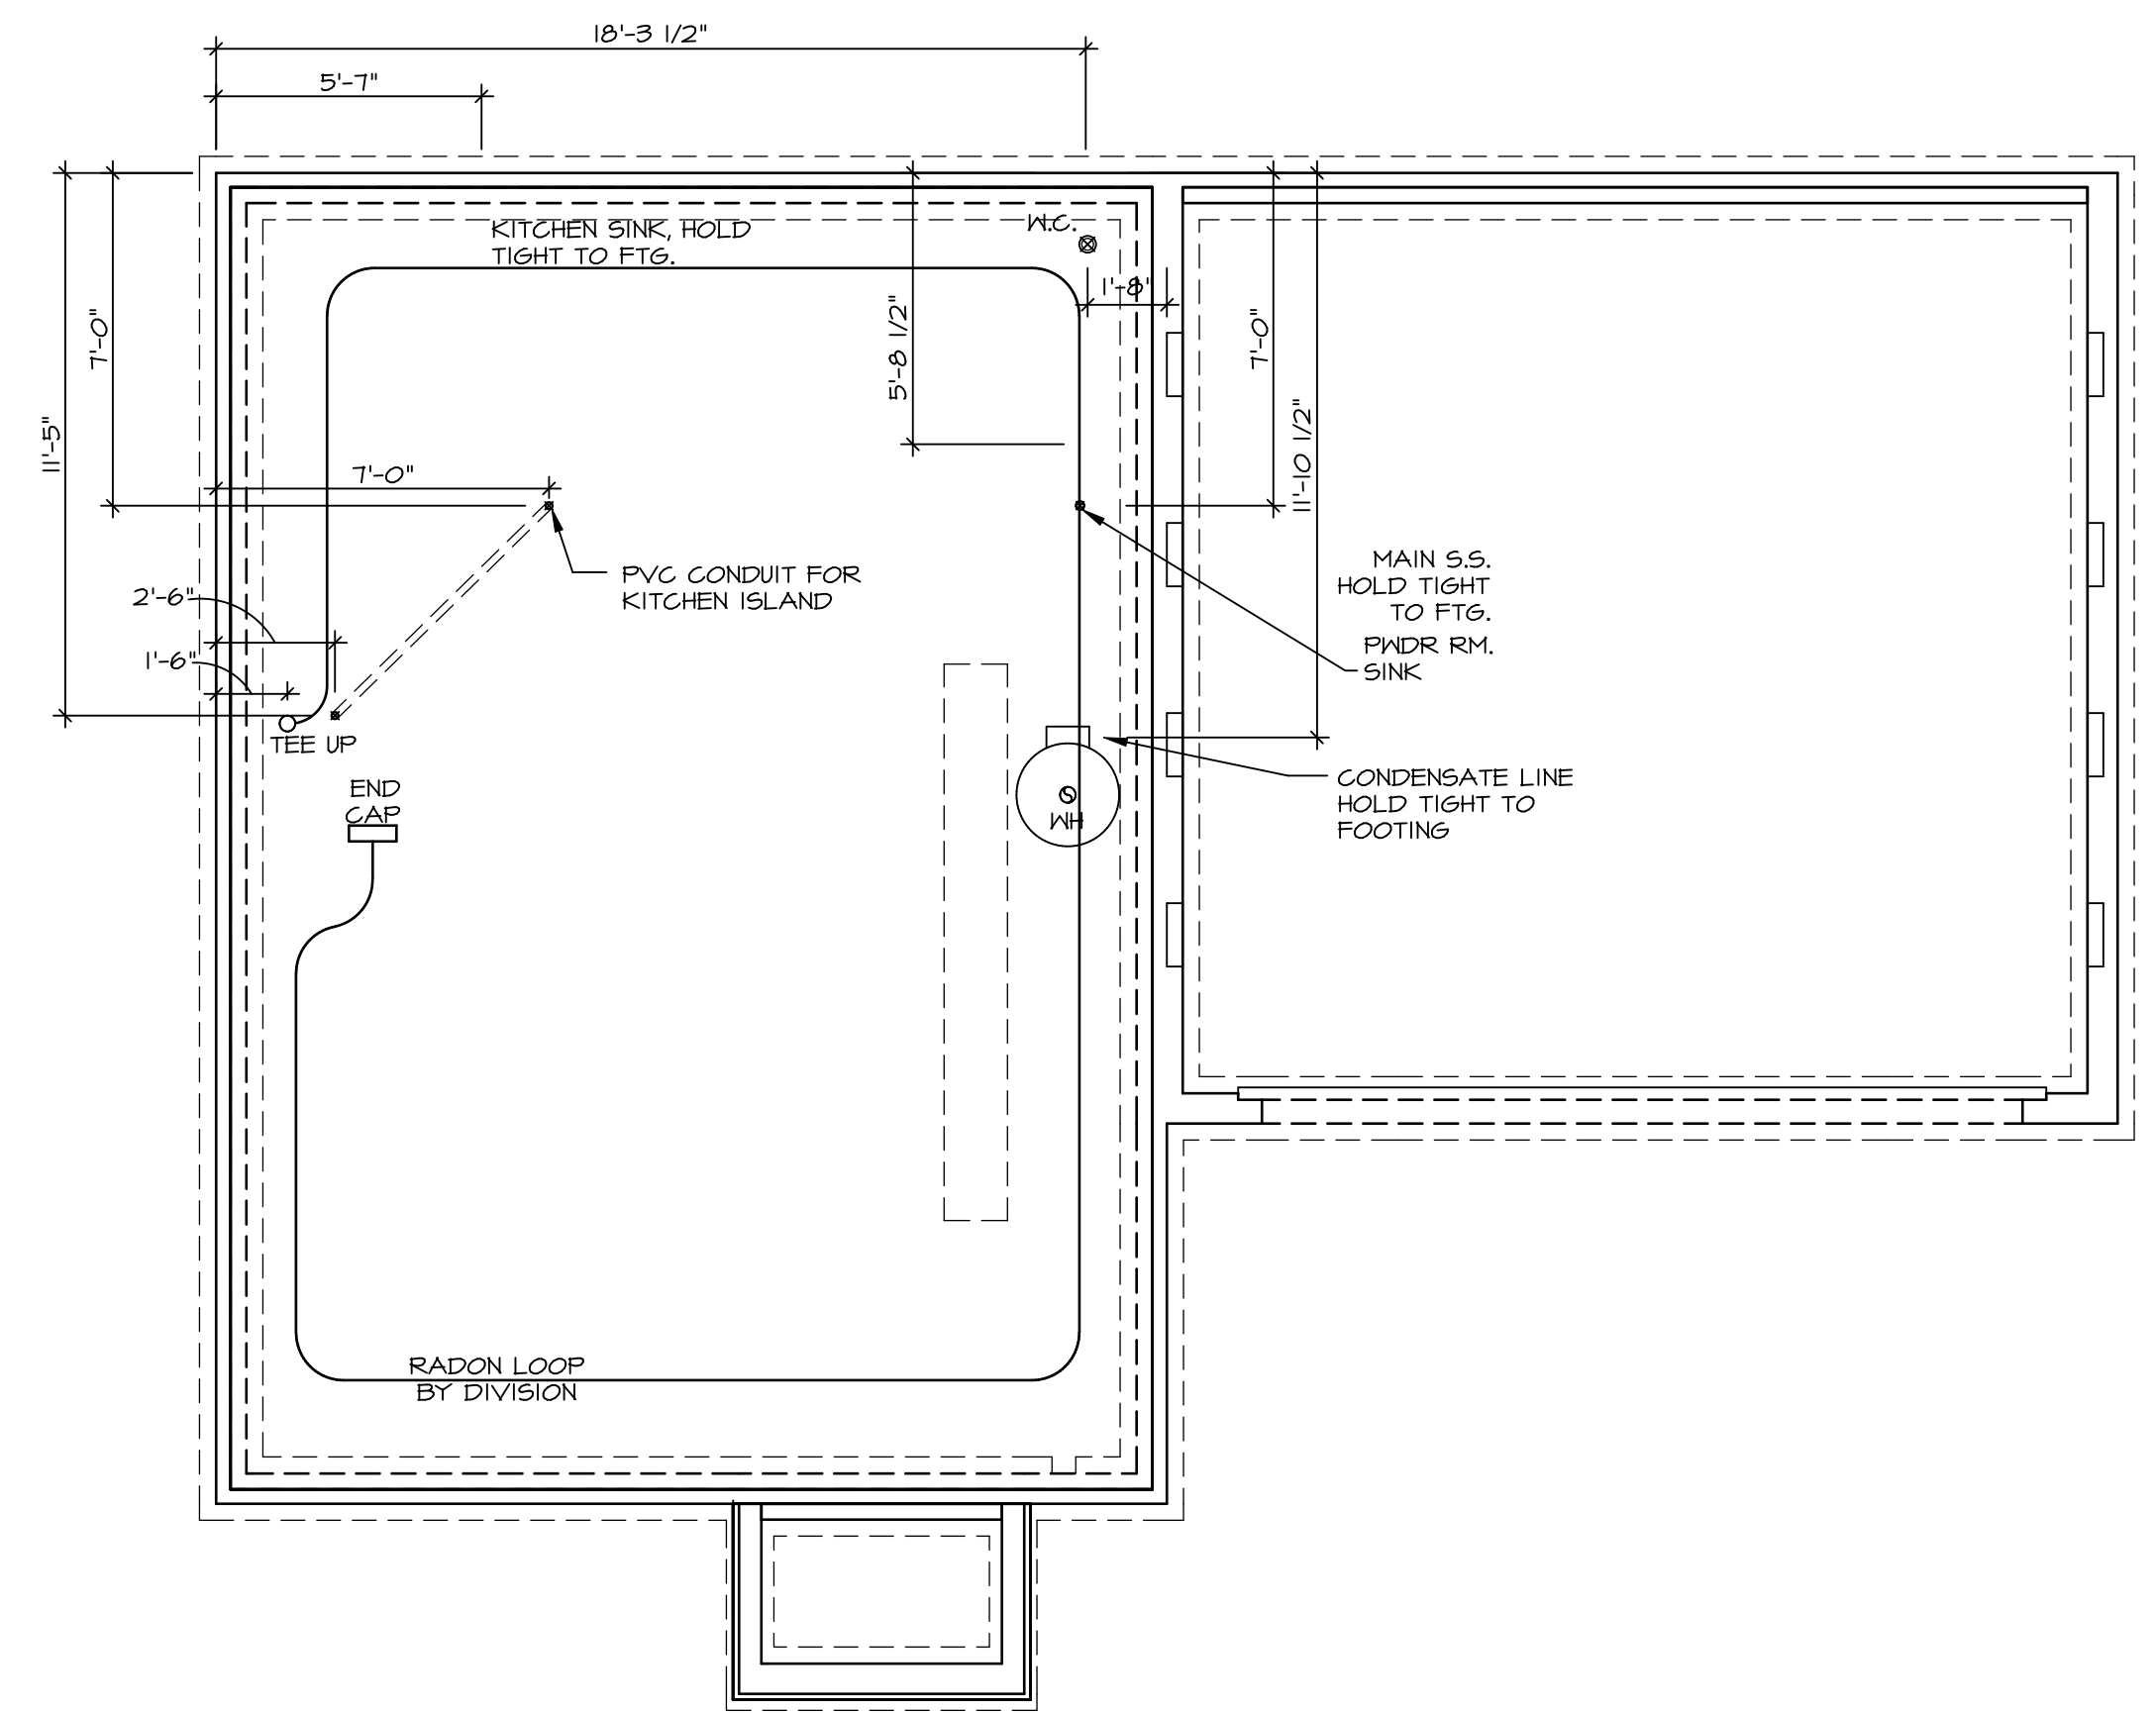 18'-3 1/2"
5'-7"
KITCHEN SINK, HOLD
TIGHT TO FTG.
W.C.
1'-8"
7'-0"
5'-8 1/2"
7'-0"
11'-10 1/2"
11'-5"
7'-0"
PVC CONDUIT FOR
KITCHEN ISLAND
MAIN S.S.
HOLD TIGHT
TO FTG.
PWDR RM.
SINK
2'-6"
1'-6"
TEE UP
END
CAP
WH
CONDENSATE LINE
HOLD TIGHT TO
FOOTING
RADON LOOP
BY DIVISION